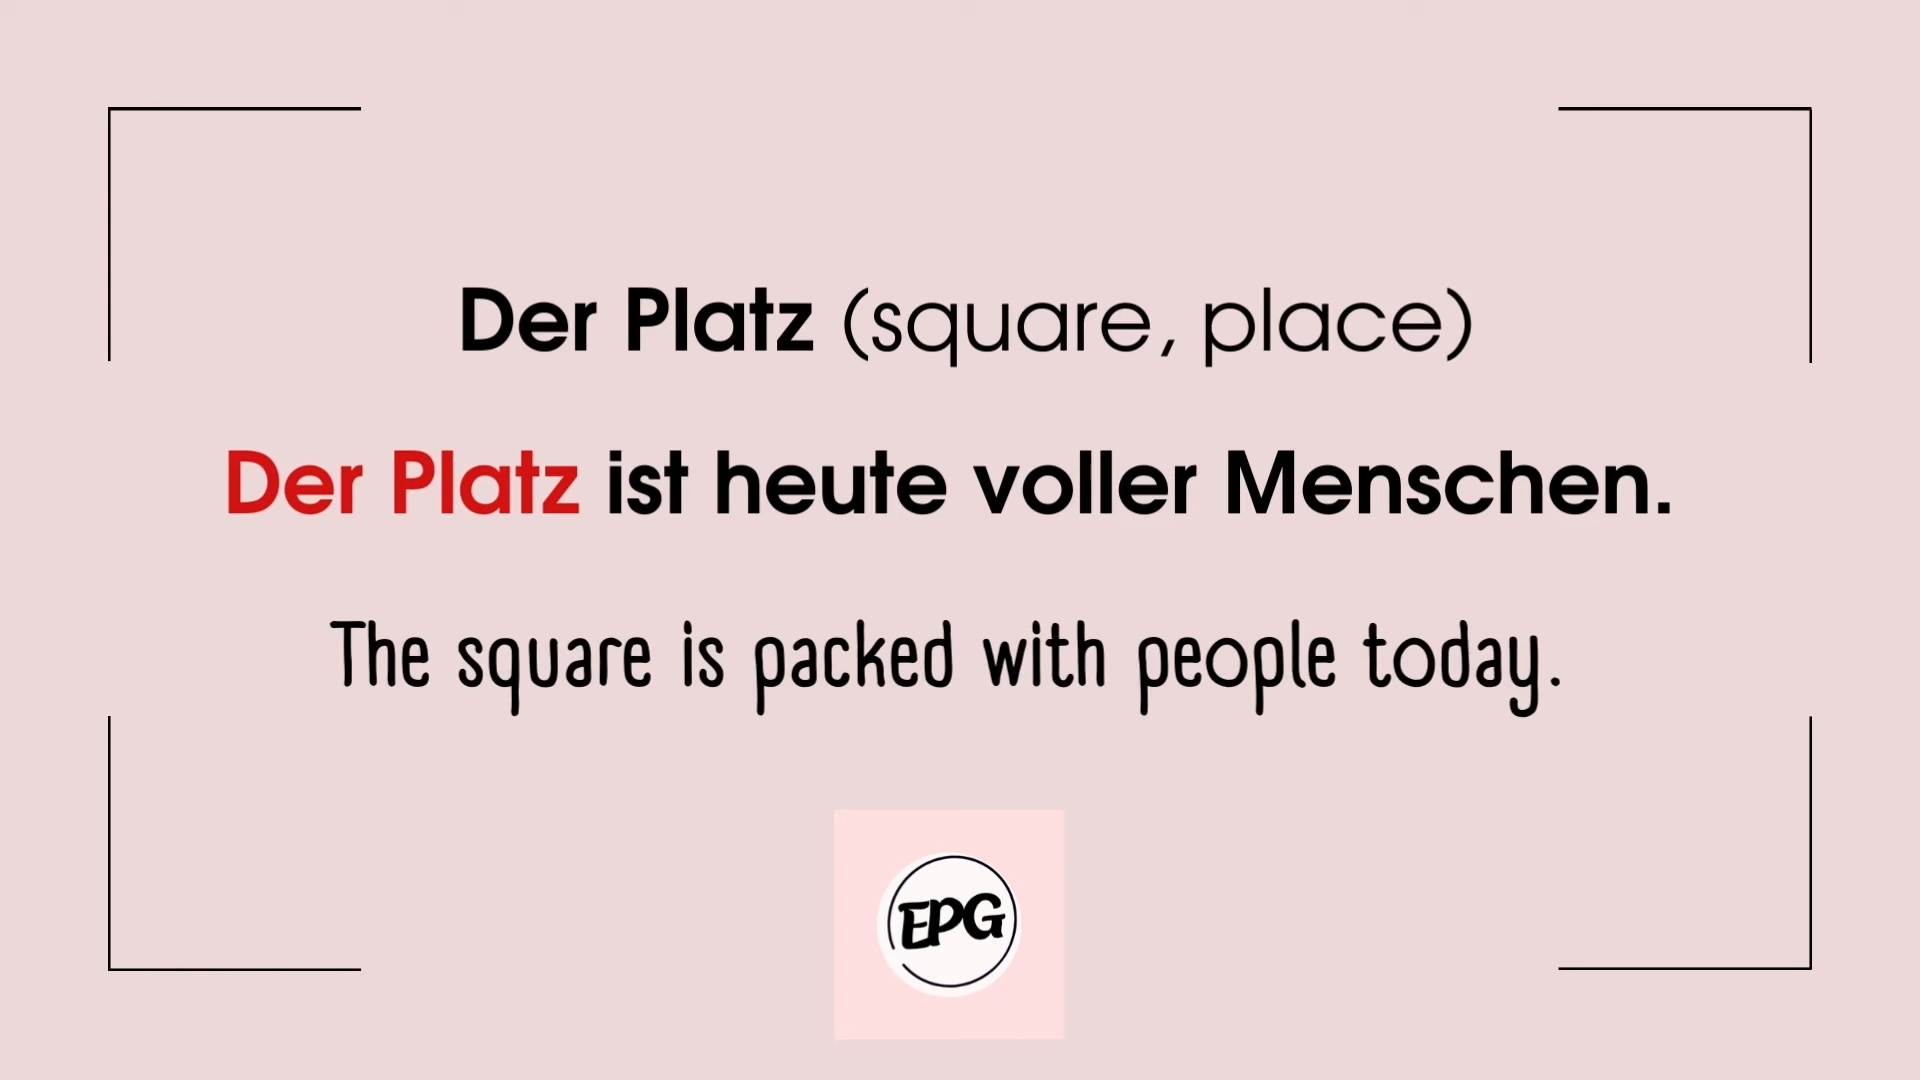 Der Platz (square, place)
Der Platz ist heute voller Menschen.
The square is packed with people today.
EPG